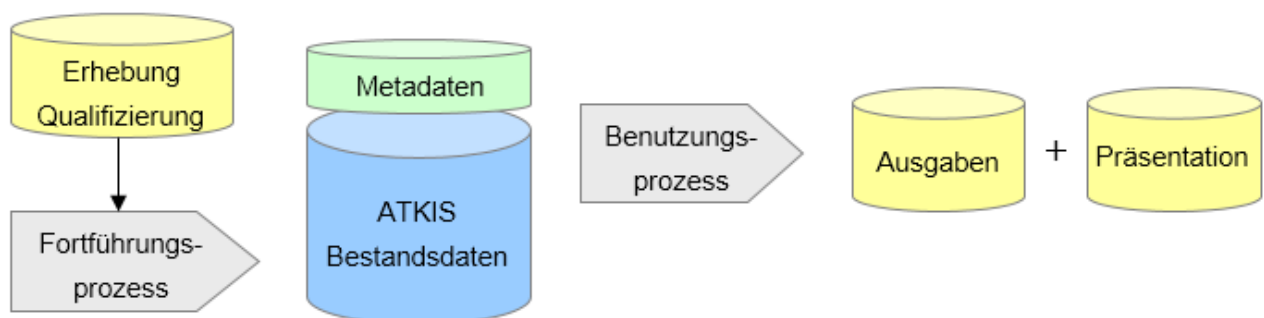 Erhebung
Qualifizierung
Fortführungs-
prozess
Metadaten
ATKIS
Bestandsdaten
Benutzungs-
prozess
Ausgaben
+
Präsentation